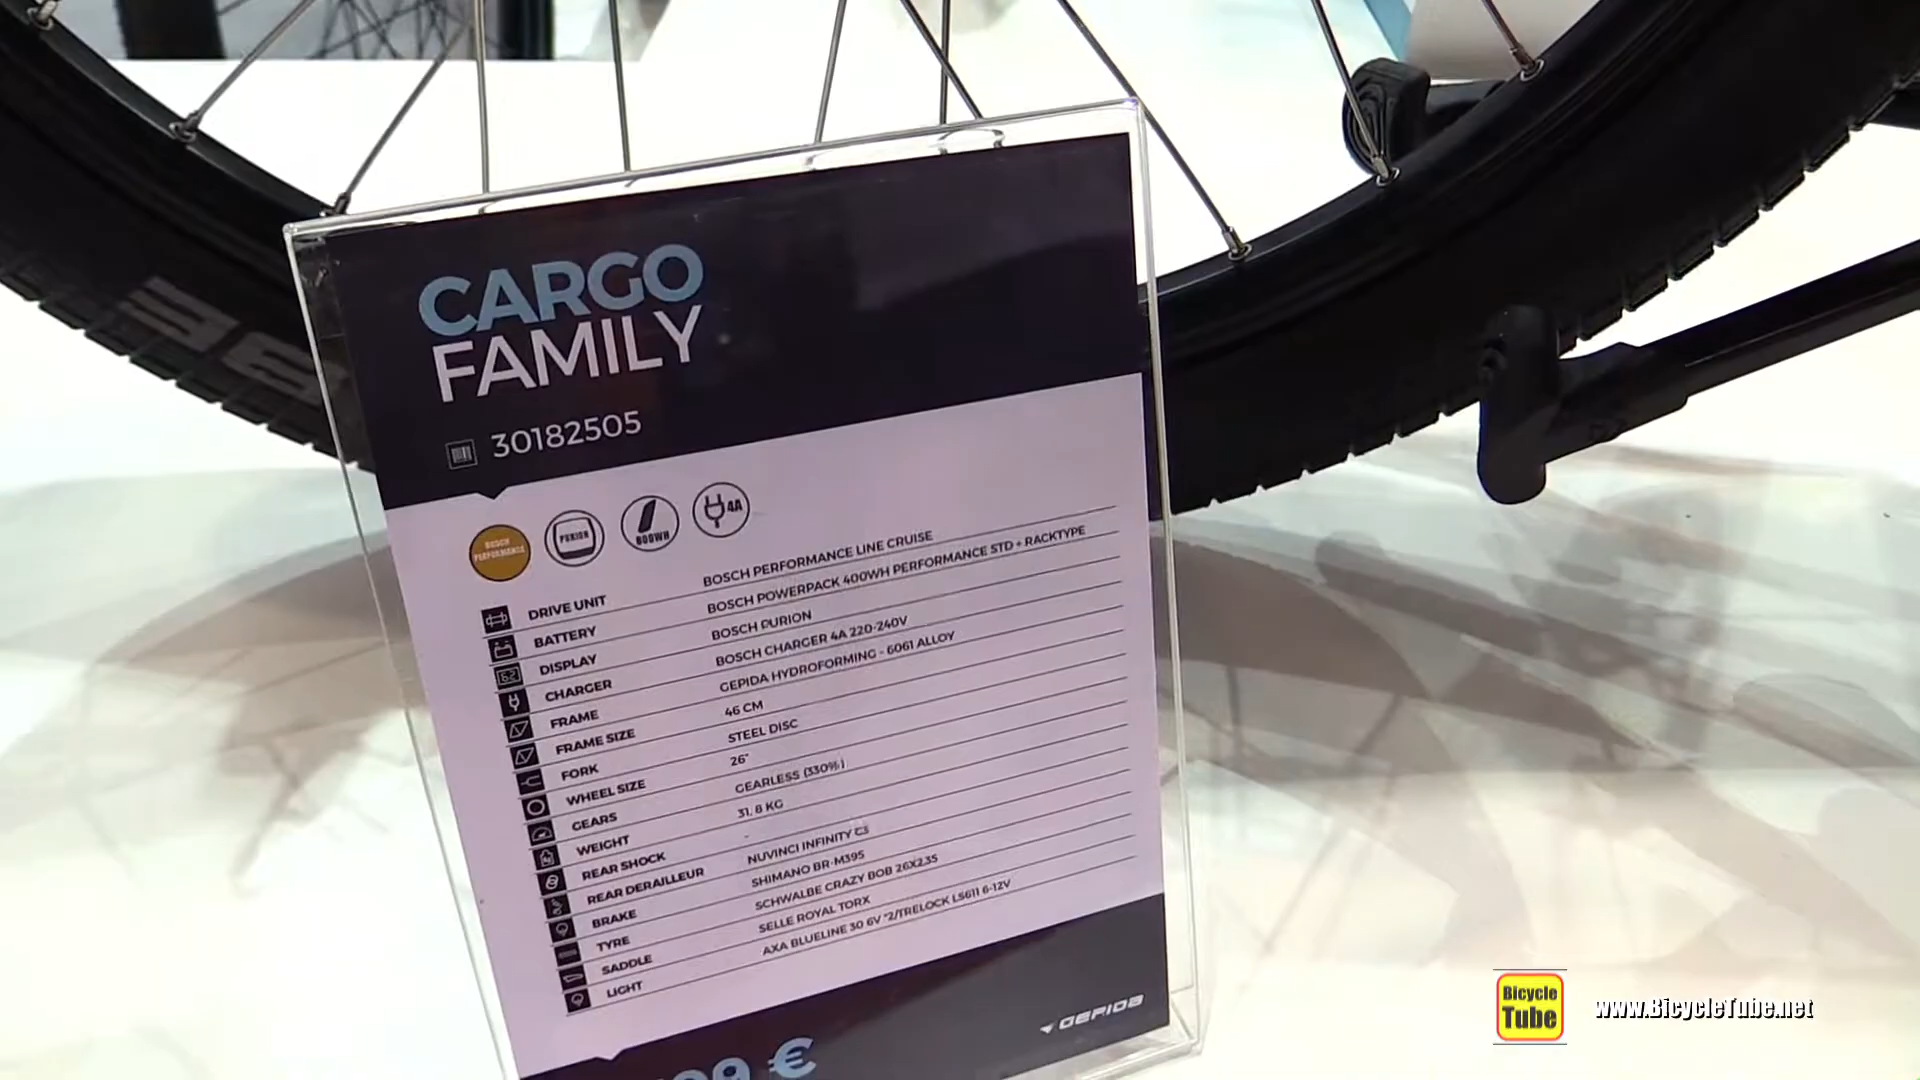 CARGO
FAMILY
30182505
BOSCH PERFORMANCE
PURION
800WH
4A
DRIVE UNIT BOSCH PERFORMANCE LINE CRUISE
BATTERY BOSCH POWERPACK 400WH PERFORMANCE STD + RACKTYPE
DISPLAY BOSCH PURION
CHARGER BOSCH CHARGER 4A 220-240V
FRAME GEPIDA HYDROFORMING - 6061 ALLOY
FRAME SIZE 46 CM
FORK STEEL DISC
WHEEL SIZE 26"
GEARS GEARLESS (330%)
WEIGHT 31, 8 KG
REAR SHOCK -
REAR DERAILLEUR NUVINCI INFINITY C3
BRAKE SHIMANO BR-M395
TYRE SCHWALBE CRAZY BOB 26X2.35
SADDLE SELLE ROYAL TORX
LIGHT AXA BLUELINE 30 6V *2/TRELOCK LS611 6-12V
GEPIDA
99 €
Bicycle
Tube
www.BicycleTube.net